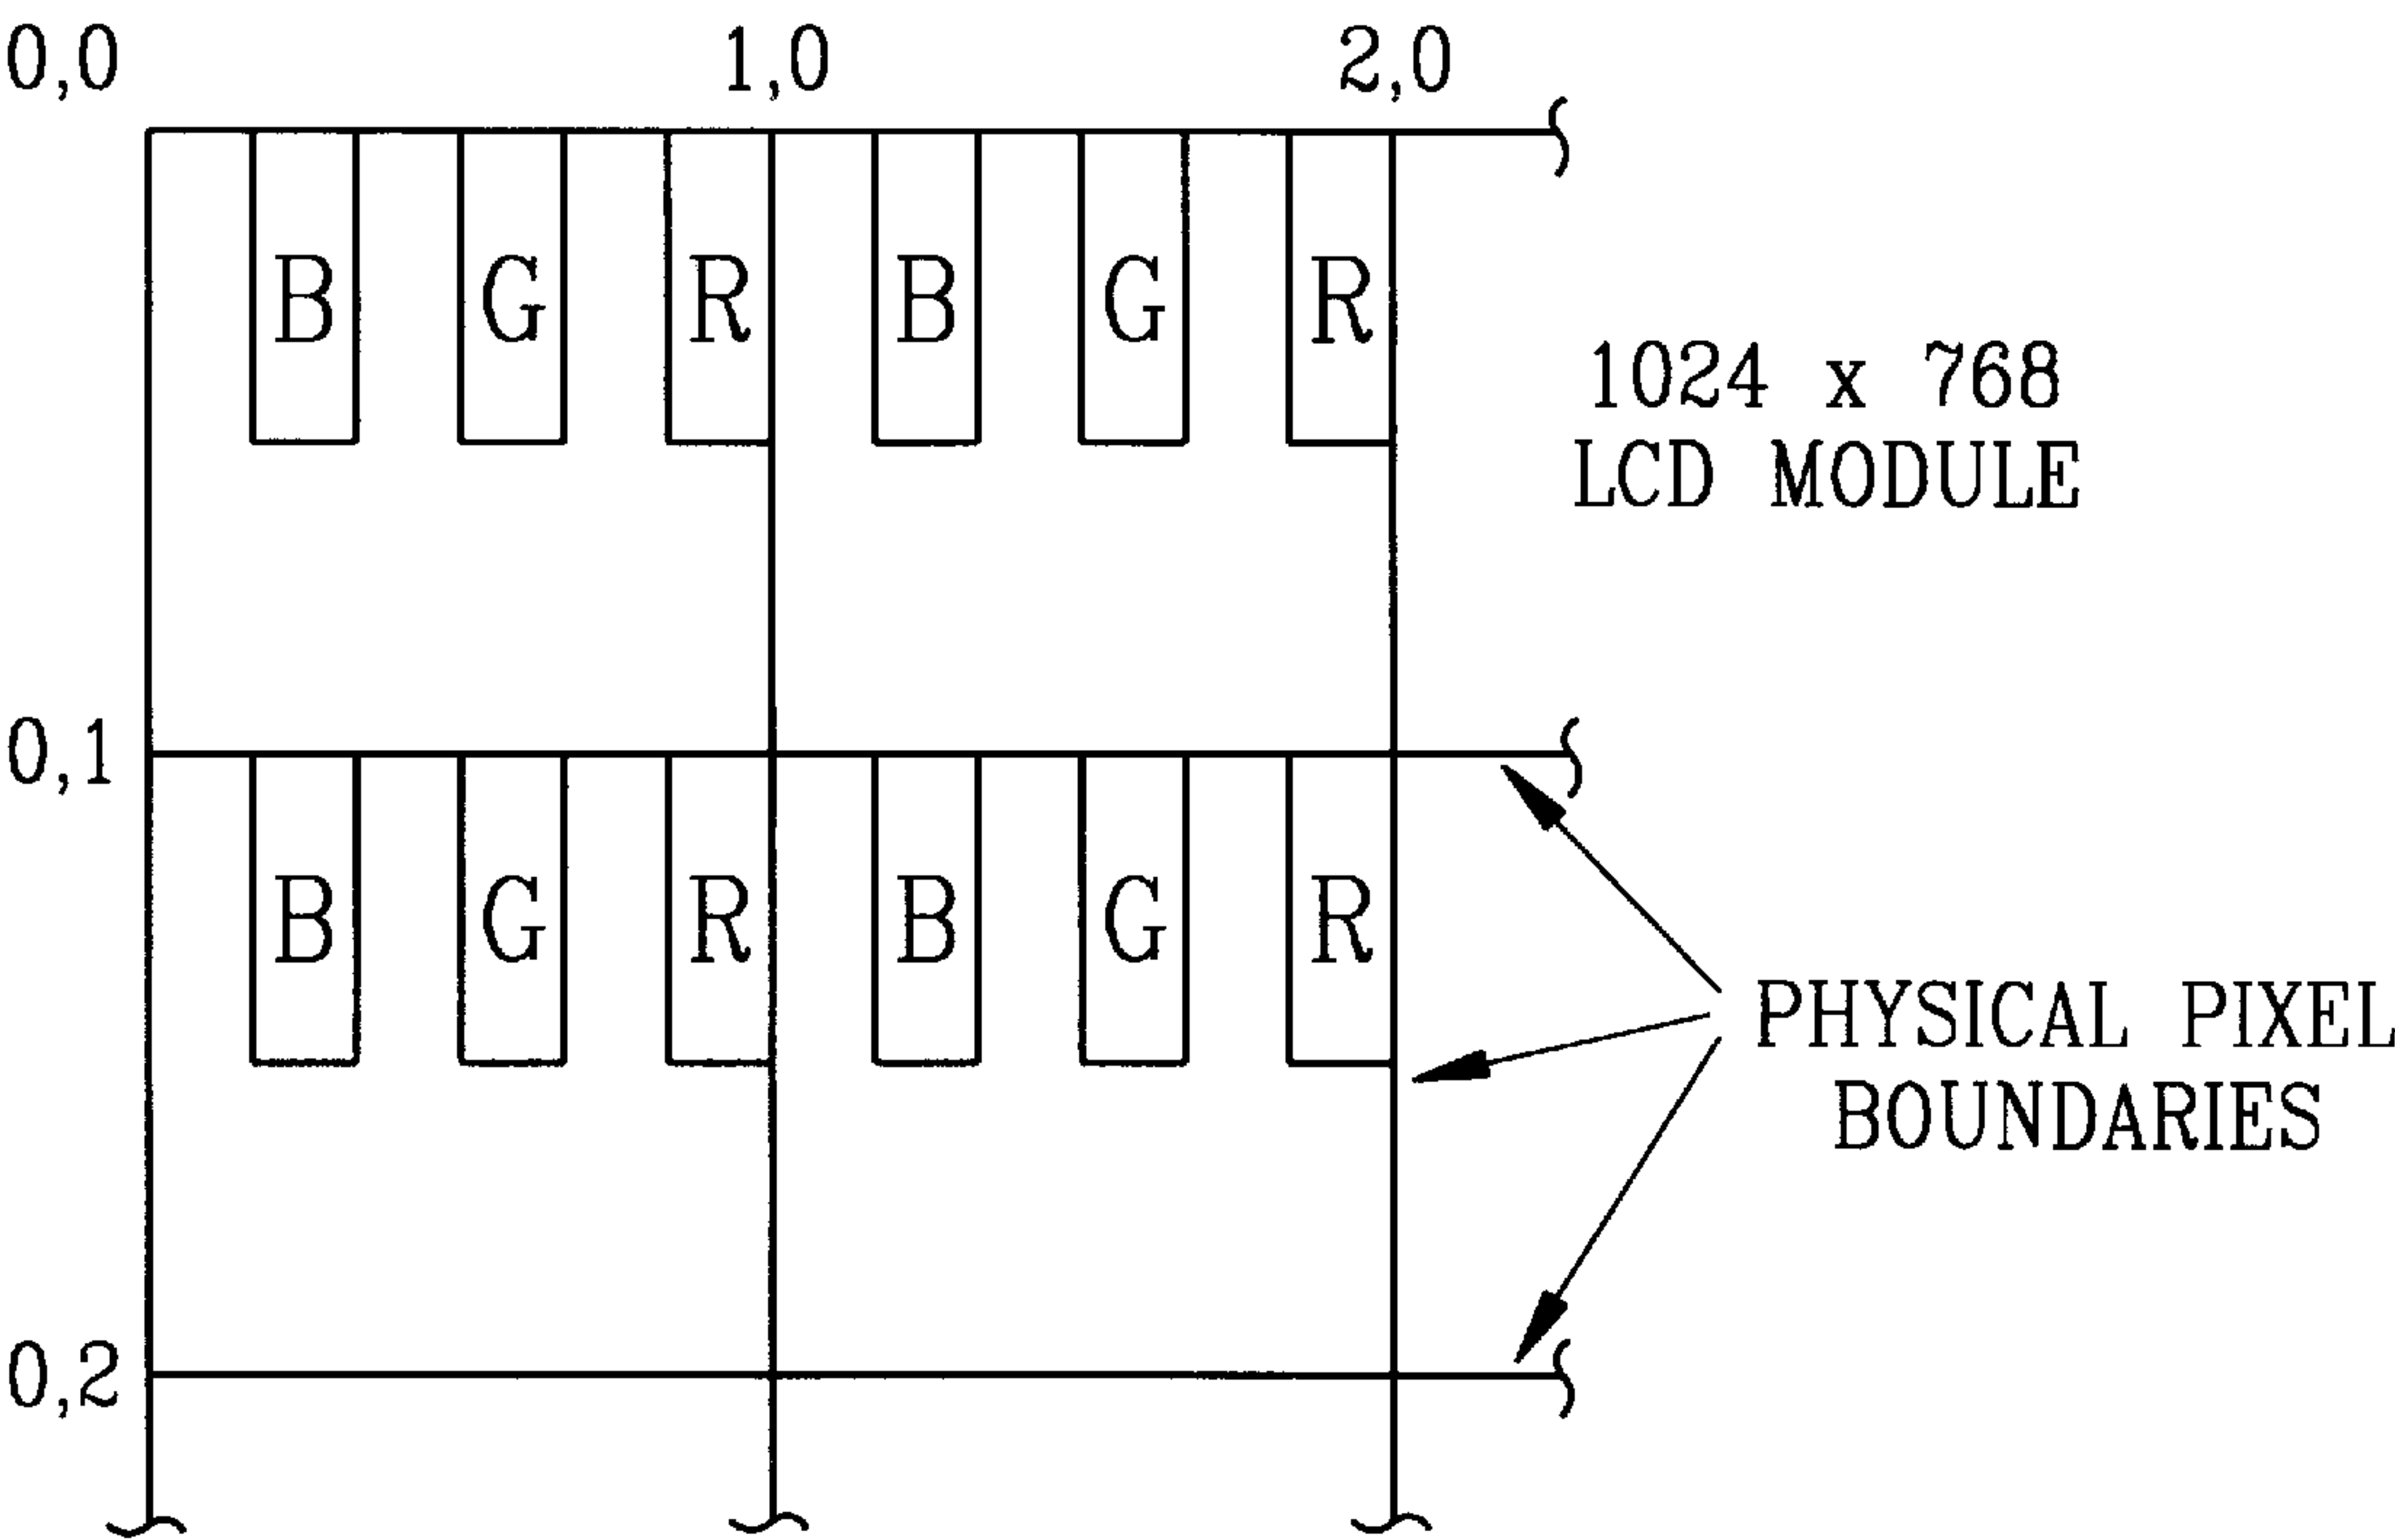 0,0 1,0 2,0
B G R B G R
1024 x 768
LCD MODULE
0,1
B G R B G R
PHYSICAL PIXEL
BOUNDARIES
0,2